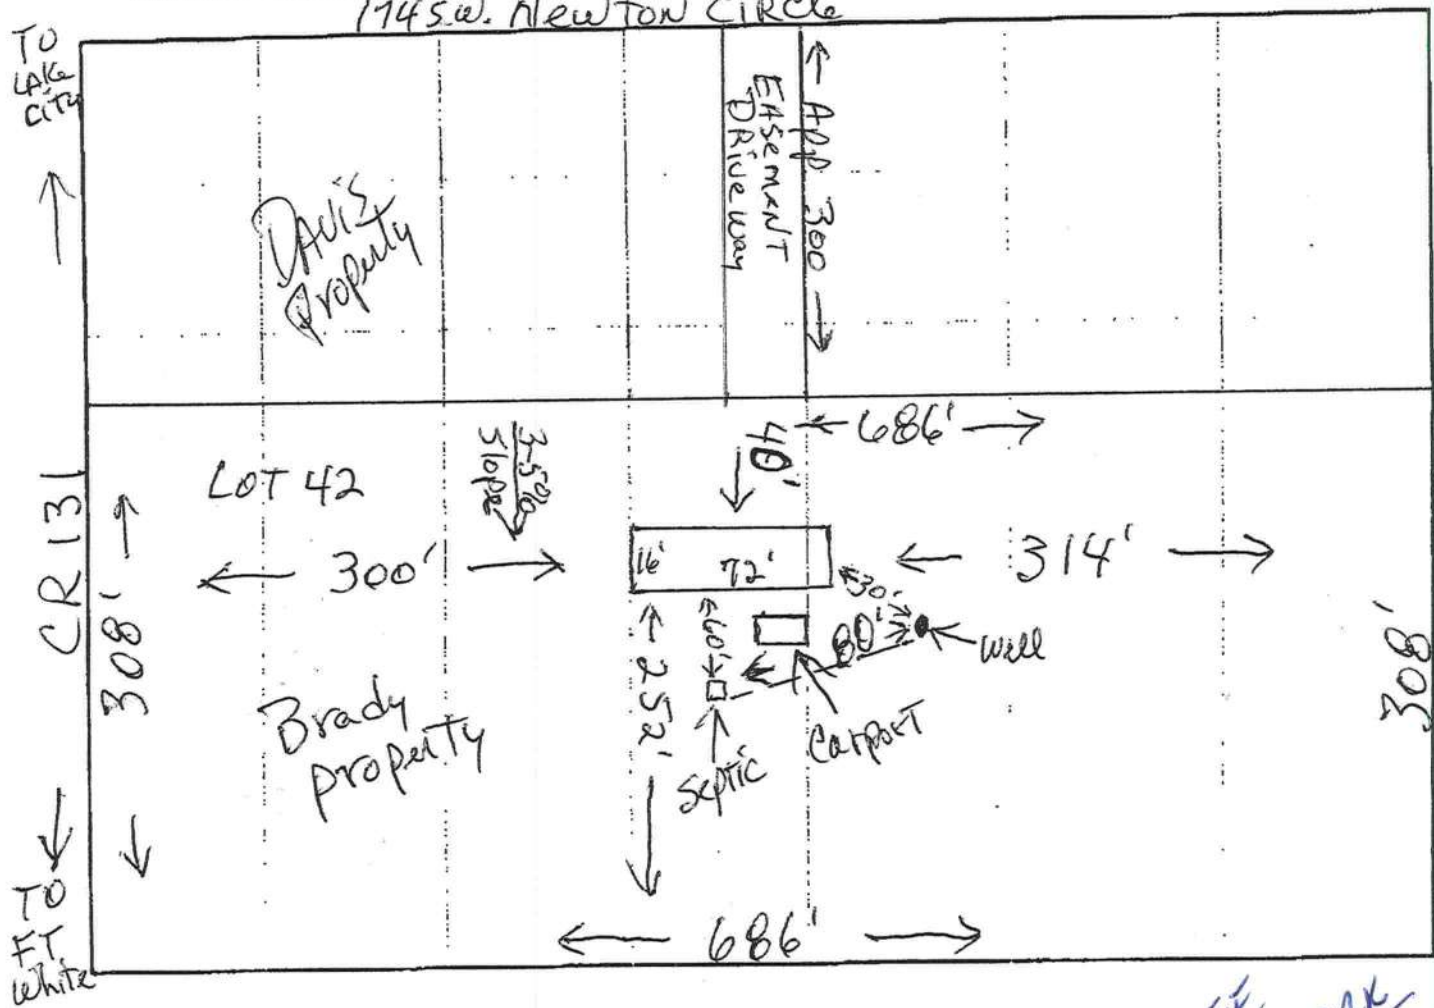 174 S.W. Newton Circle
TO
LAKe
CiTy
EASemeNT
DRiveway
App 300
DAVIS
Property
686'
40'
3-5%
Slope
LOT 42
CR 131
308'
300'
16'
72'
314'
30'
60'
80'
Well
252'
308'
Brady
property
Septic
Carport
686'
TO
FT.
White